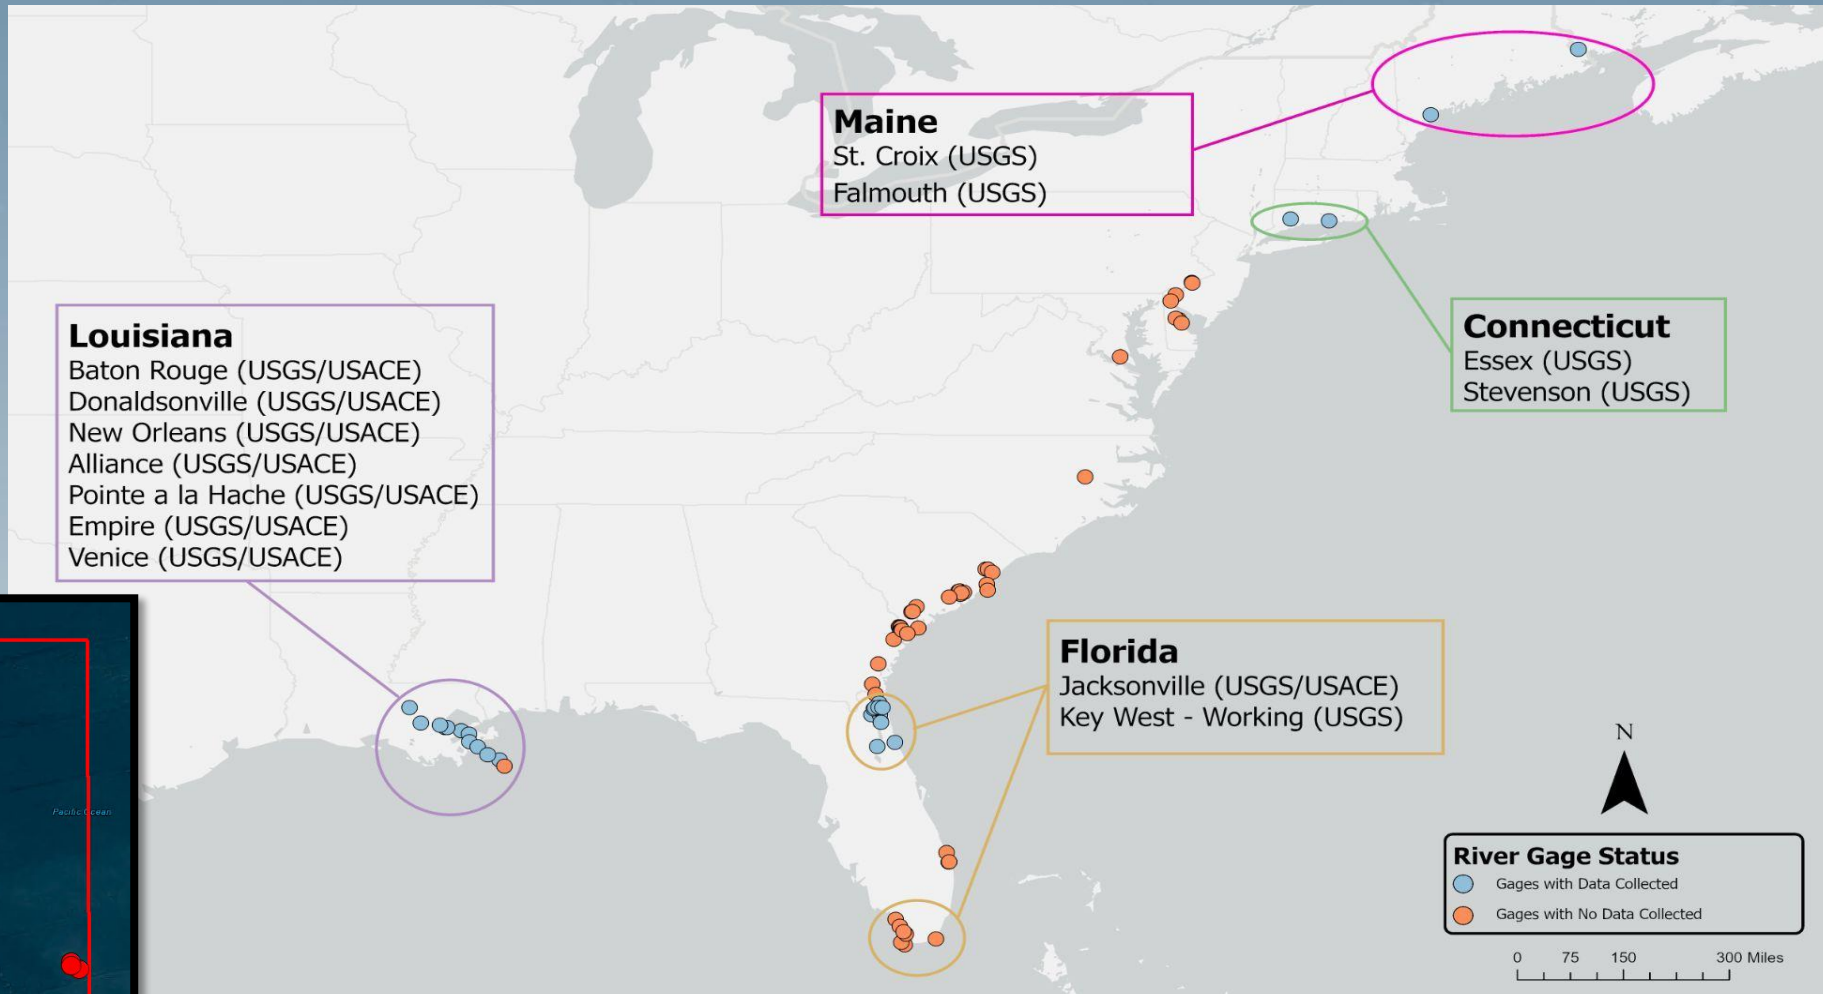 Maine
St. Croix (USGS)
Falmouth (USGS)
Louisiana
Baton Rouge (USGS/USACE)
Donaldsonville (USGS/USACE)
New Orleans (USGS/USACE)
Alliance (USGS/USACE)
Pointe a la Hache (USGS/USACE)
Empire (USGS/USACE)
Venice (USGS/USACE)
Connecticut
Essex (USGS)
Stevenson (USGS)
Florida
Jacksonville (USGS/USACE)
Key West - Working (USGS)
Pacific Ocean
N
River Gage Status
Gages with Data Collected
Gages with No Data Collected
0 75 150 300 Miles